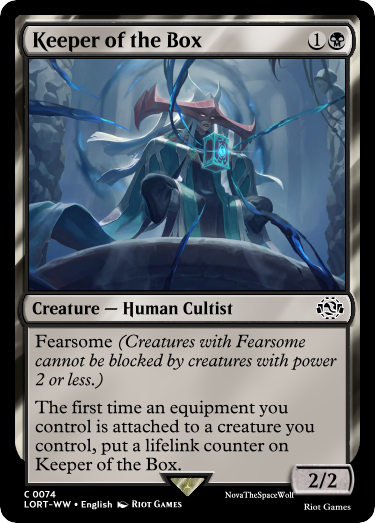 Keeper of the Box 1
Creature — Human Cultist
Fearsome (Creatures with Fearsome
cannot be blocked by creatures with power
2 or less.)
The first time an equipment you
control is attached to a creature you
control, put a lifelink counter on
Keeper of the Box.
2/2
C 0074
LORT-WW • English Riot Games
NovaTheSpaceWolf
Riot Games